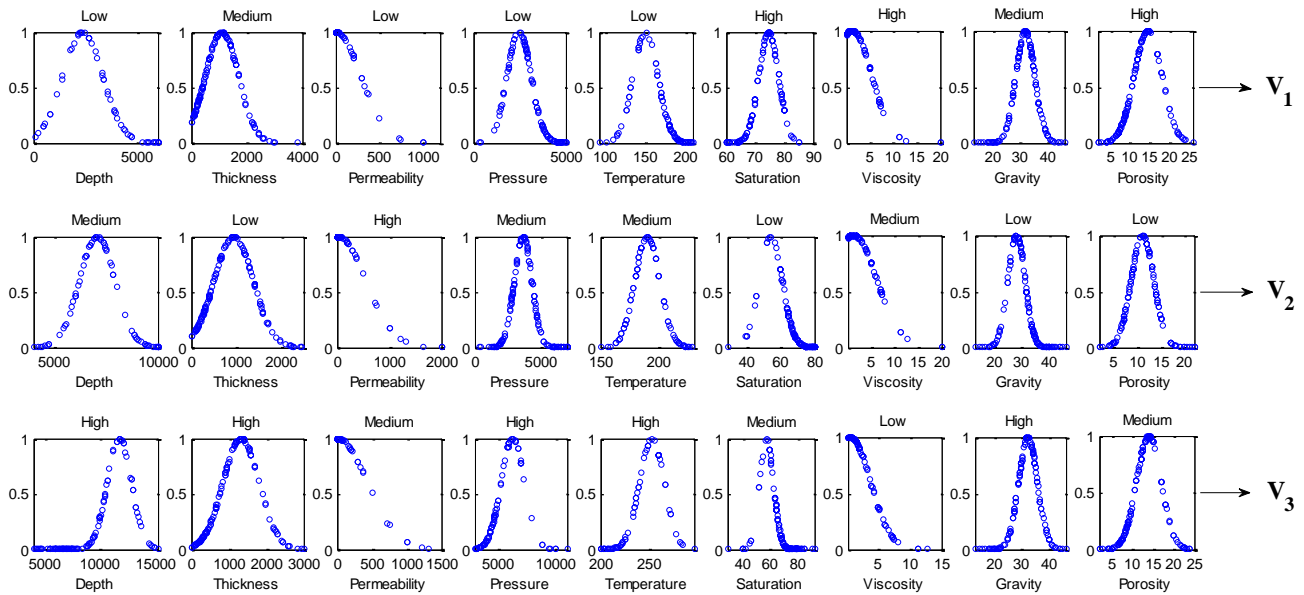 Low Medium Low Low Low High High Medium High
1 1 1 1 1 1 1 1 1
0.5 0.5 0.5 0.5 0.5 0.5 0.5 0.5 0.5 V1
0 0 0 0 0 0 0 0 0
0 5000 0 2000 4000 0 500 1000 0 5000 100 150 200 60 70 80 90 5 10 15 20 20 30 40 5 10 15 20 25
Depth Thickness Permeability Pressure Temperature Saturation Viscosity Gravity Porosity
Medium Low High Medium Medium Low Medium Low Low
1 1 1 1 1 1 1 1 1
0.5 0.5 0.5 0.5 0.5 0.5 0.5 0.5 0.5 V2
0 0 0 0 0 0 0 0 0
5000 10000 0 1000 2000 0 1000 2000 5000 150 200 40 60 80 5 10 15 20 20 30 40 5 10 15 20
Depth Thickness Permeability Pressure Temperature Saturation Viscosity Gravity Porosity
High High Medium High High Medium Low High Medium
1 1 1 1 1 1 1 1 1
0.5 0.5 0.5 0.5 0.5 0.5 0.5 0.5 0.5 V3
0 0 0 0 0 0 0 0 0
5000 10000 15000 0 1000 2000 3000 0 500 1000 1500 5000 10000 200 250 40 60 80 5 10 15 20 30 40 5 10 15 20 25
Depth Thickness Permeability Pressure Temperature Saturation Viscosity Gravity Porosity